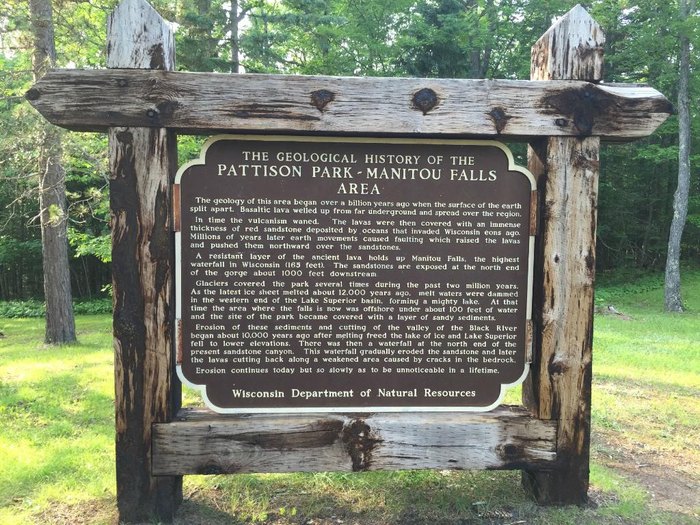 THE GEOLOGICAL HISTORY OF THE
PATTISON PARK - MANITOU FALLS
AREA
The geology of this area began over a billion years ago when the surface of the earth
split apart. Basaltic lava welled up from far underground and spread over the region.
In time the vulcanism waned. The lavas were then covered with an immense
thickness of red sandstone deposited by oceans that invaded Wisconsin eons ago.
Millions of years later earth movements caused faulting which raised the lavas
and pushed them northward over the sandstones.
A resistant layer of the ancient lava holds up Manitou Falls, the highest
waterfall in Wisconsin (165 feet). The sandstones are exposed at the north end
of the gorge about 1000 feet downstream
Glaciers covered the park several times during the past two million years.
As the latest ice sheet melted about 12,000 years ago, melt waters were dammed
in the western end of the Lake Superior basin, forming a mighty lake. At that
time the area where the falls is now was offshore under about 100 feet of water
and the site of the park became covered with a layer of sandy sediments.
Erosion of these sediments and cutting of the valley of the Black River
began about 10,000 years ago after melting freed the lake of ice and Lake Superior
fell to lower elevations. There was then a waterfall at the north end of the
present sandstone canyon. This waterfall gradually eroded the sandstone and later
the lavas cutting back along a weakened area caused by cracks in the bedrock.
Erosion continues today but so slowly as to be unnoticeable in a lifetime.
Wisconsin Department of Natural Resources